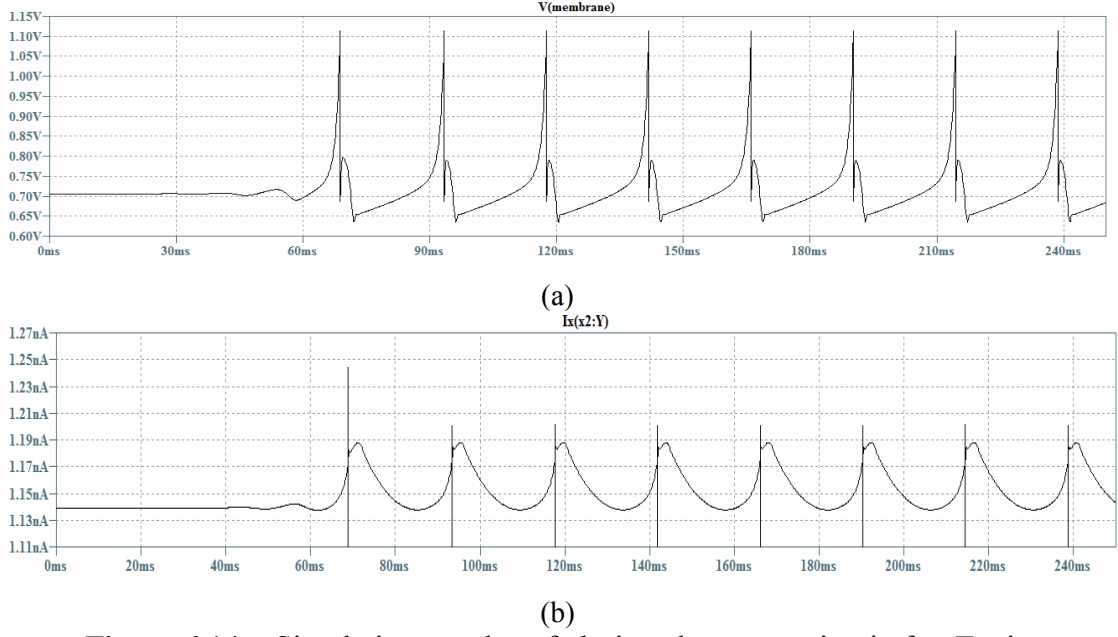 V(membrane)
1.15V
1.10V
1.05V
1.00V
0.95V
0.90V
0.85V
0.80V
0.75V
0.70V
0.65V
0.60V
0ms 30ms 60ms 90ms 120ms 150ms 180ms 210ms 240ms
(a)
Ix(x2:Y)
1.27nA
1.25nA
1.23nA
1.21nA
1.19nA
1.17nA
1.15nA
1.13nA
1.11nA
0ms 20ms 40ms 60ms 80ms 100ms 120ms 140ms 160ms 180ms 200ms 220ms 240ms
(b)